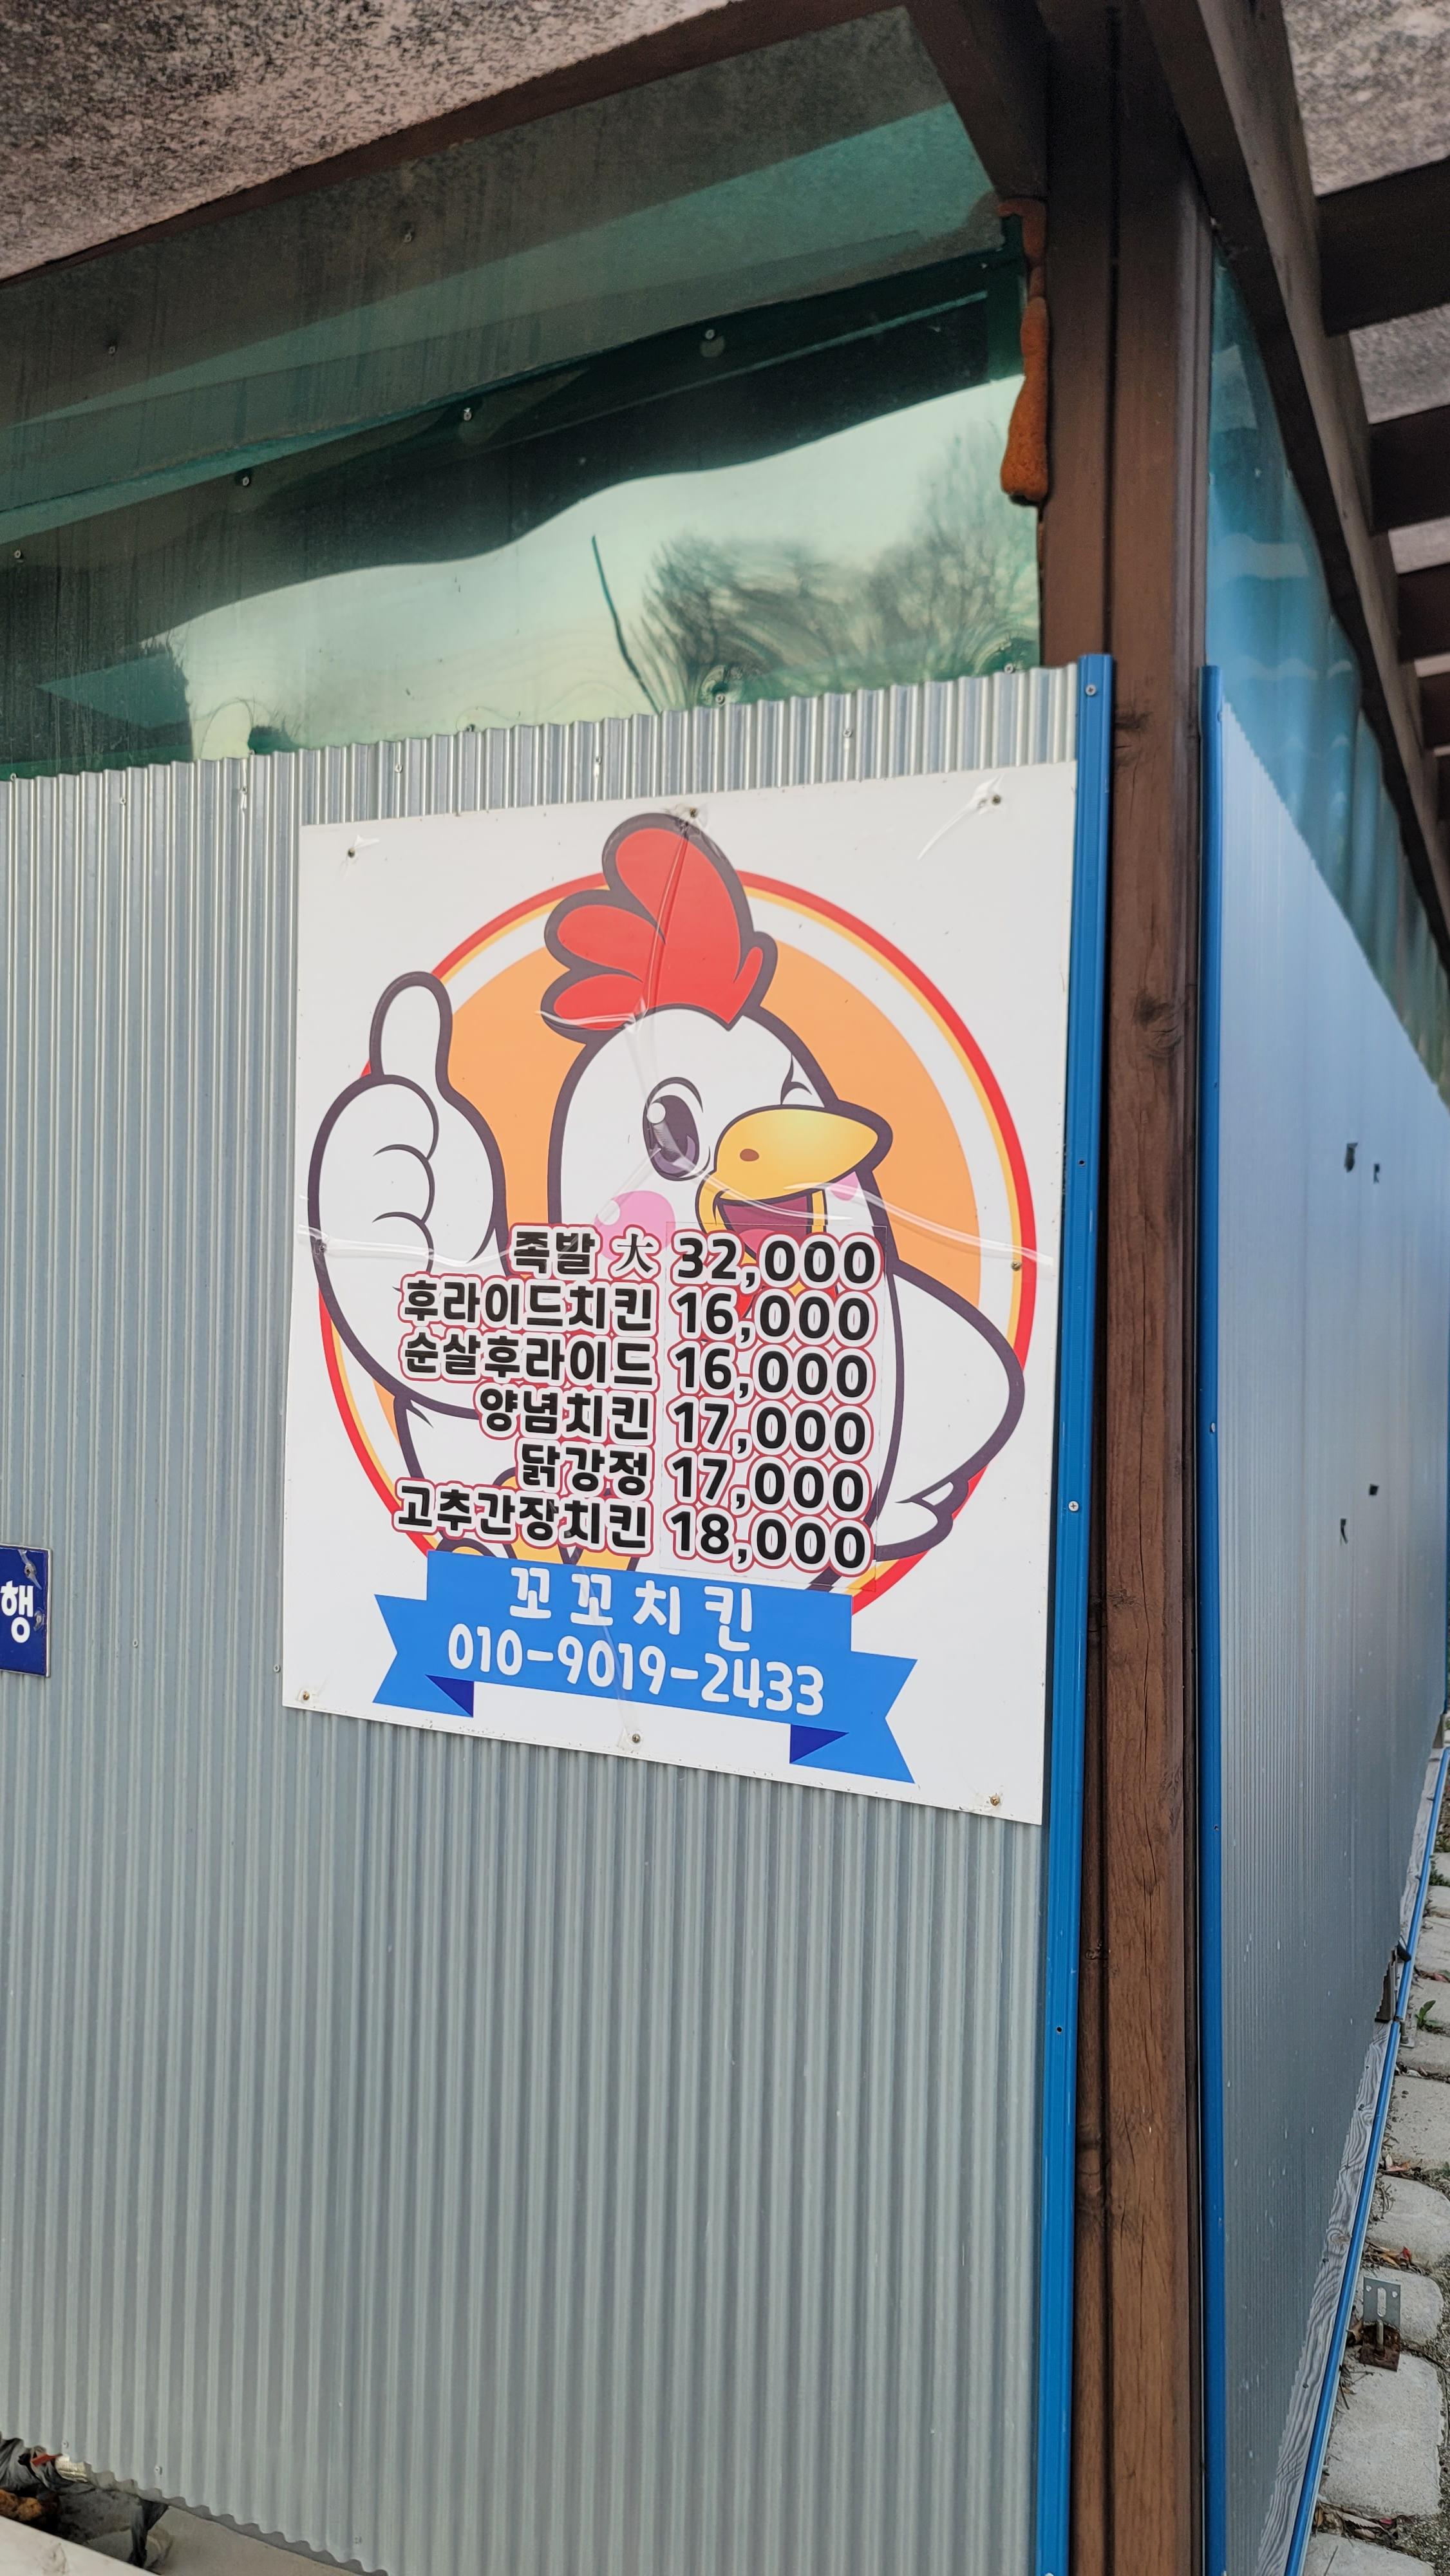 족발 大 32,000
후라이드치킨 16,000
순살후라이드 16,000
양념치킨 17,000
닭강정 17,000
고추간장치킨 18,000
꼬꼬치킨
010-9019-2433
행